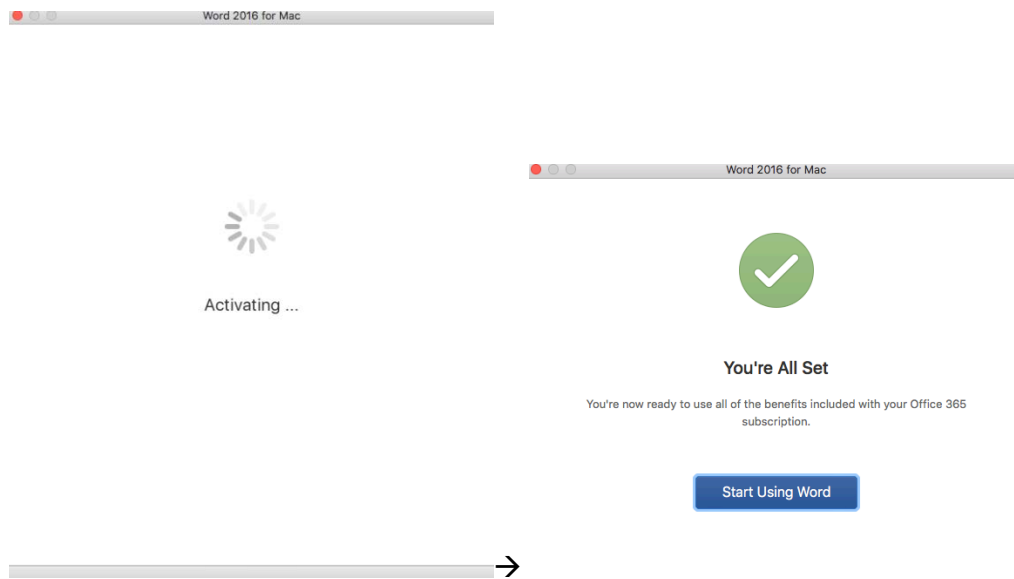 Word 2016 for Mac
Activating ...
→
Word 2016 for Mac
You're All Set
You're now ready to use all of the benefits included with your Office 365
subscription.
Start Using Word